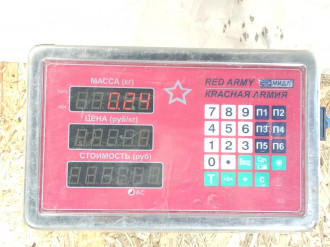 МАССА (кг)
RED ARMY МИДЛ
КРАСНАЯ АРМИЯ
0.24
ЦЕНА (руб/кг)
СТОИМОСТЬ (руб)
7 8 9 П1 П2
4 5 6 П3 П4
1 2 3 П5 П6
0
T C